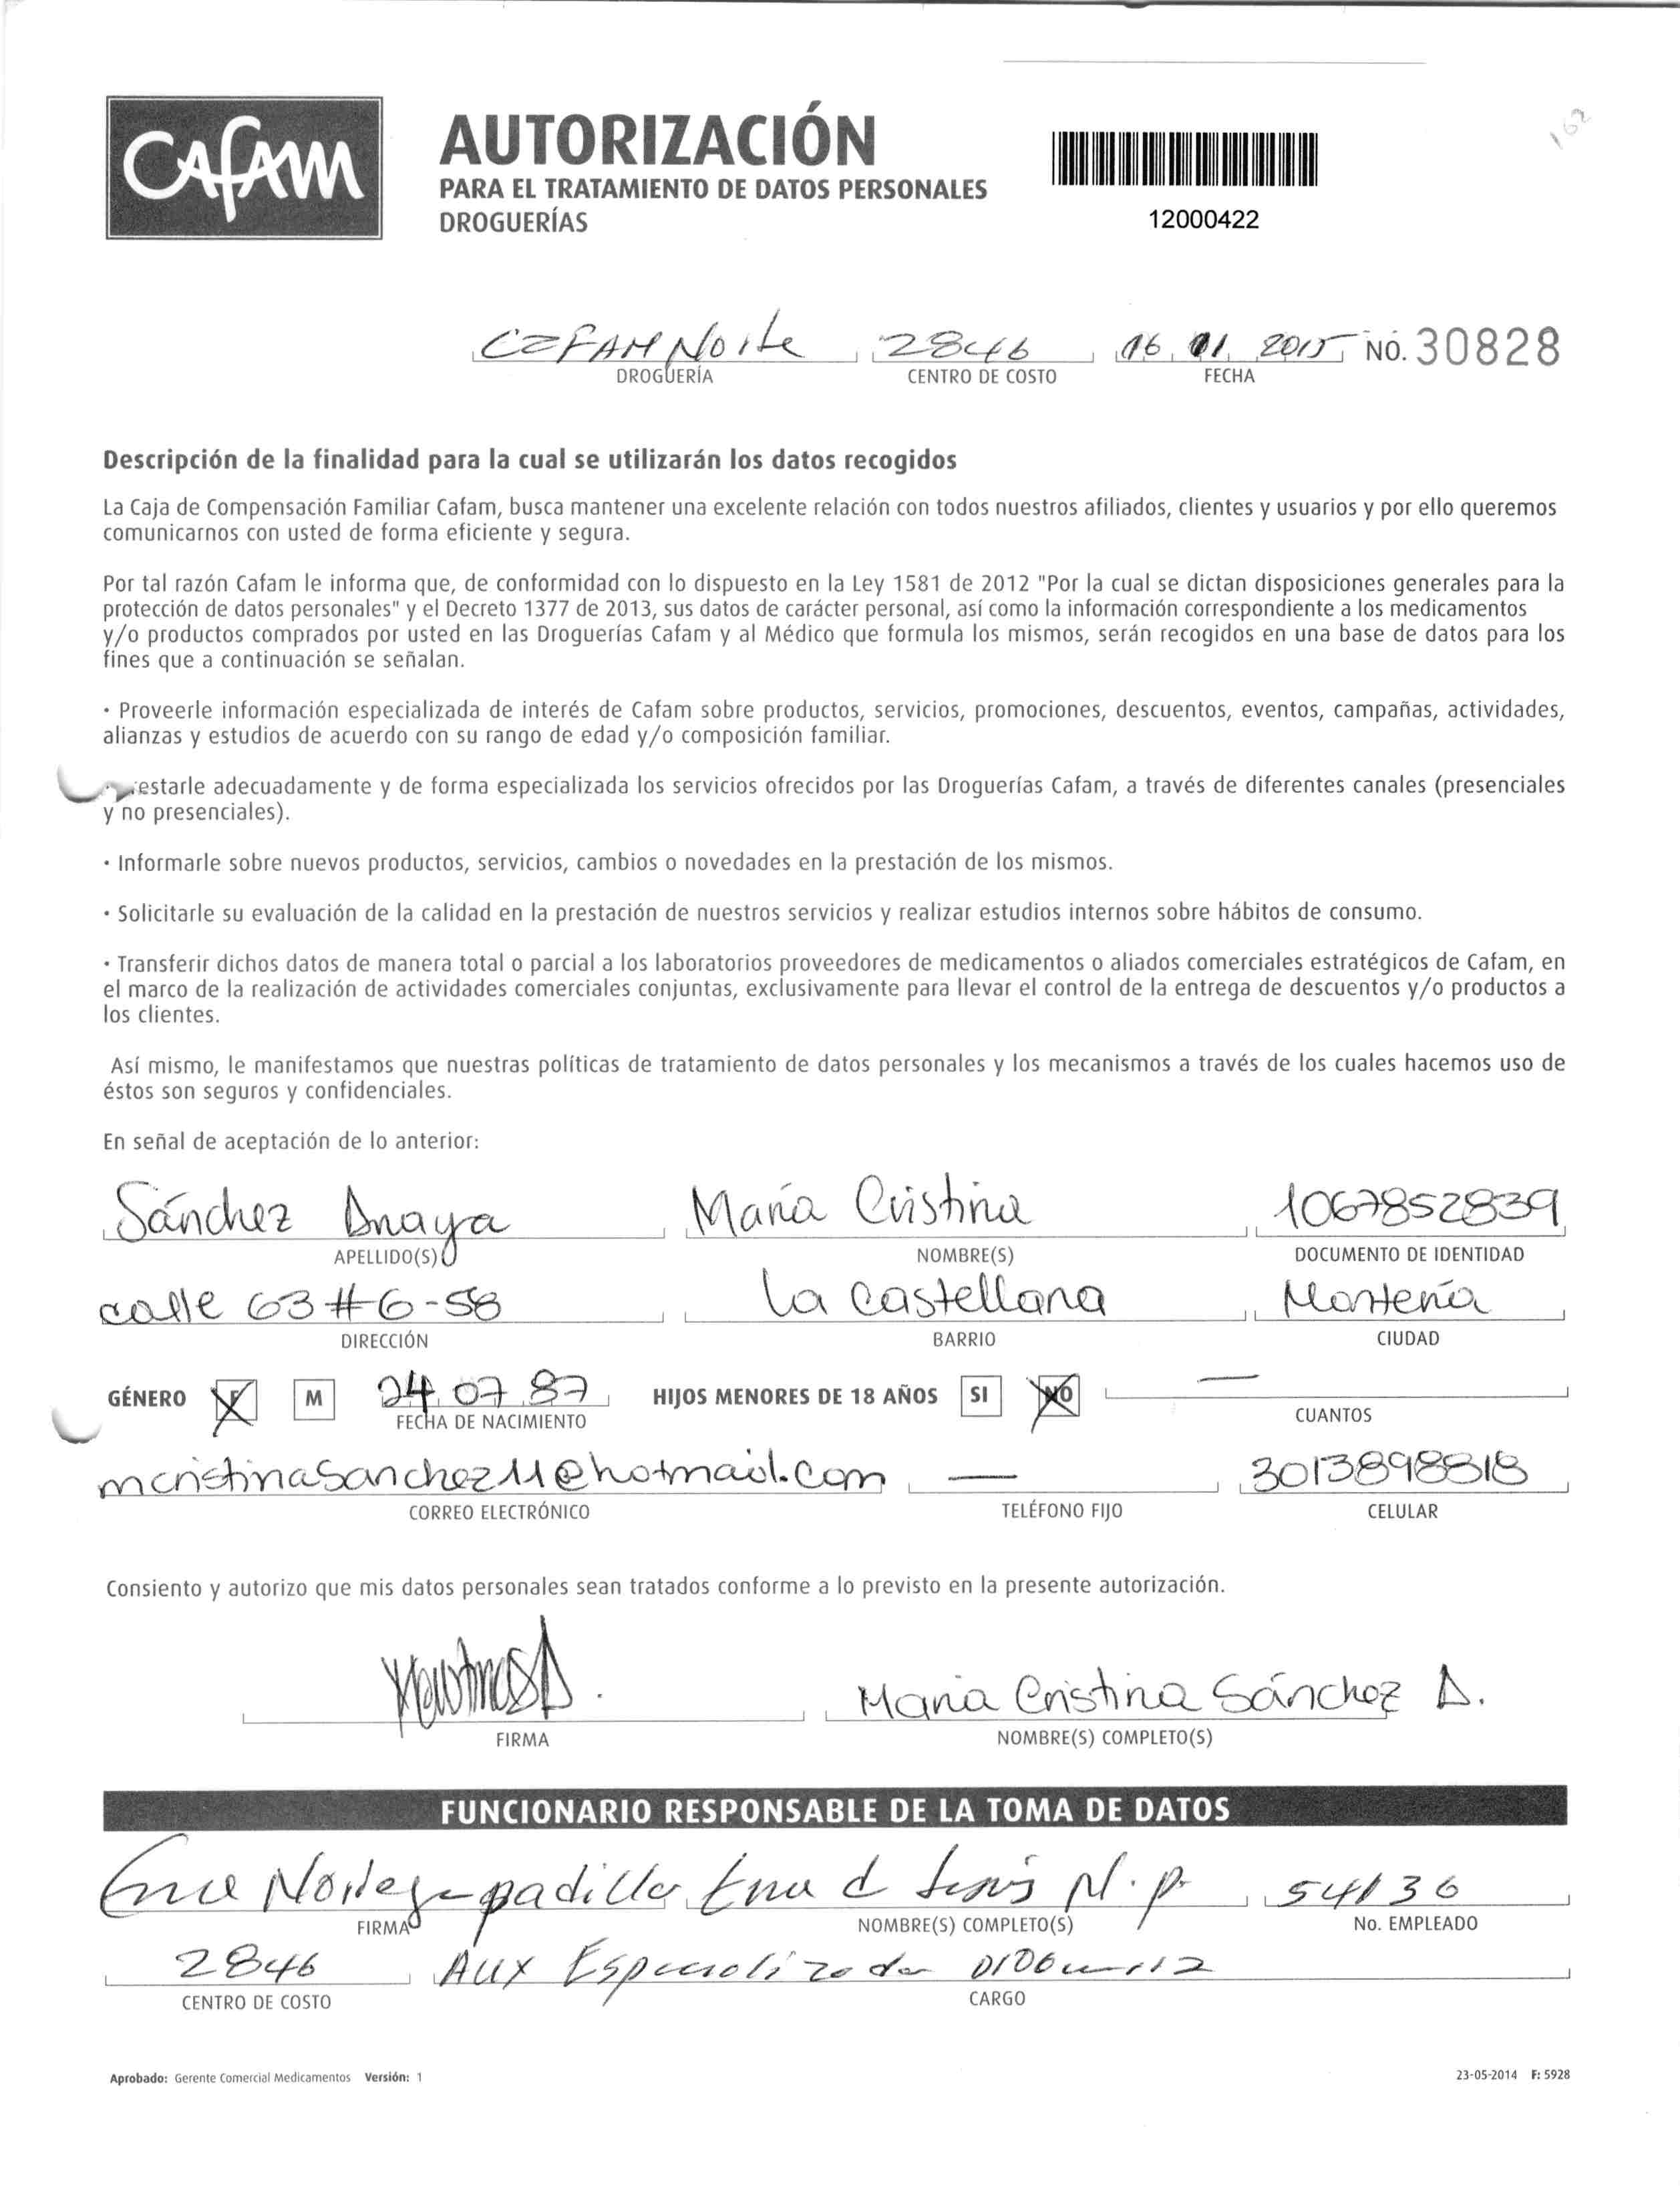 Cafam
AUTORIZACIÓN
PARA EL TRATAMIENTO DE DATOS PERSONALES
DROGUERÍAS
12000422
162
CAFAM Norte 2846 16 01 2015 NO. 30828
DROGUERÍA CENTRO DE COSTO FECHA
Descripción de la finalidad para la cual se utilizarán los datos recogidos
La Caja de Compensación Familiar Cafam, busca mantener una excelente relación con todos nuestros afiliados, clientes y usuarios y por ello queremos
comunicarnos con usted de forma eficiente y segura.
Por tal razón Cafam le informa que, de conformidad con lo dispuesto en la Ley 1581 de 2012 "Por la cual se dictan disposiciones generales para la
protección de datos personales" y el Decreto 1377 de 2013, sus datos de carácter personal, así como la información correspondiente a los medicamentos
y/o productos comprados por usted en las Droguerías Cafam y al Médico que formula los mismos, serán recogidos en una base de datos para los
fines que a continuación se señalan.
· Proveerle información especializada de interés de Cafam sobre productos, servicios, promociones, descuentos, eventos, campañas, actividades,
alianzas y estudios de acuerdo con su rango de edad y/o composición familiar.
estarle adecuadamente y de forma especializada los servicios ofrecidos por las Droguerías Cafam, a través de diferentes canales (presenciales
y no presenciales).
· Informarle sobre nuevos productos, servicios, cambios o novedades en la prestación de los mismos.
· Solicitarle su evaluación de la calidad en la prestación de nuestros servicios y realizar estudios internos sobre hábitos de consumo.
· Transferir dichos datos de manera total o parcial a los laboratorios proveedores de medicamentos o aliados comerciales estratégicos de Cafam, en
el marco de la realización de actividades comerciales conjuntas, exclusivamente para llevar el control de la entrega de descuentos y/o productos a
los clientes.
Así mismo, le manifestamos que nuestras políticas de tratamiento de datos personales y los mecanismos a través de los cuales hacemos uso de
éstos son seguros y confidenciales.
En señal de aceptación de lo anterior:
Sánchez Anaya María Cristina 1067852839
APELLIDO(S) NOMBRE(S) DOCUMENTO DE IDENTIDAD
calle 63 # 6-58 La Castellana Montería
DIRECCIÓN BARRIO CIUDAD
GÉNERO F M 24 07 87 HIJOS MENORES DE 18 AÑOS SI NO —
FECHA DE NACIMIENTO CUANTOS
mcristinasanchez11@hotmail.com — 3013898818
CORREO ELECTRÓNICO TELÉFONO FIJO CELULAR
Consiento y autorizo que mis datos personales sean tratados conforme a lo previsto en la presente autorización.
María Cristina Sánchez A.
FIRMA NOMBRE(S) COMPLETO(S)
FUNCIONARIO RESPONSABLE DE LA TOMA DE DATOS
Noriega padilla N.p 54136
FIRMA NOMBRE(S) COMPLETO(S) No. EMPLEADO
2846 Aux Especializada
CENTRO DE COSTO CARGO
Aprobado: Gerente Comercial Medicamentos Versión: 1 23-05-2014 F: 5928